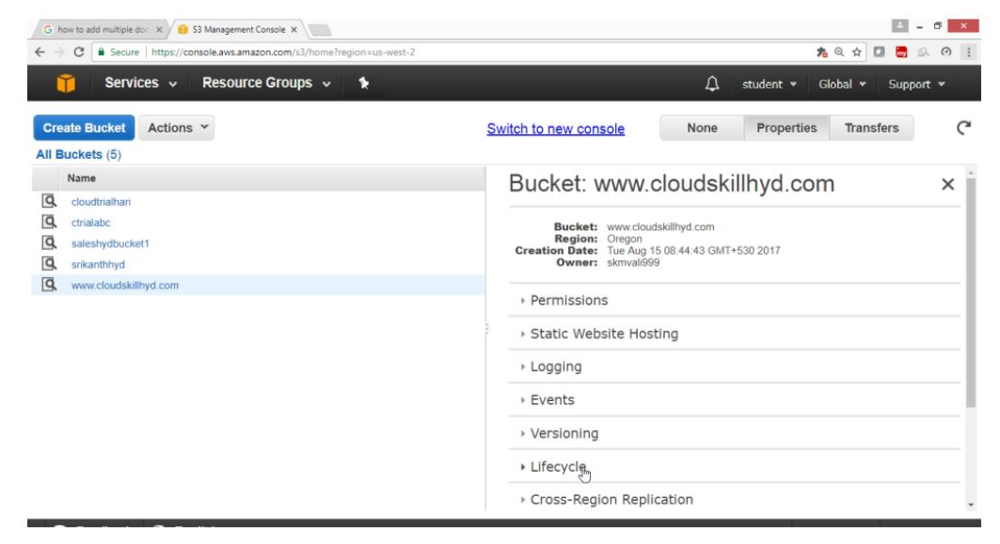 how to add multiple doc
S3 Management Console
Secure | https://console.aws.amazon.com/s3/home?region=us-west-2
Services
Resource Groups
student
Global
Support
Create Bucket
Actions
Switch to new console
None
Properties
Transfers
All Buckets (5)
Name
cloudtrialhari
ctrialabc
saleshydbucket1
srikanthhyd
www.cloudskillhyd.com
Bucket: www.cloudskillhyd.com
Bucket: www.cloudskillhyd.com
Region: Oregon
Creation Date: Tue Aug 15 08:44:43 GMT+530 2017
Owner: skmvali999
Permissions
Static Website Hosting
Logging
Events
Versioning
Lifecycle
Cross-Region Replication